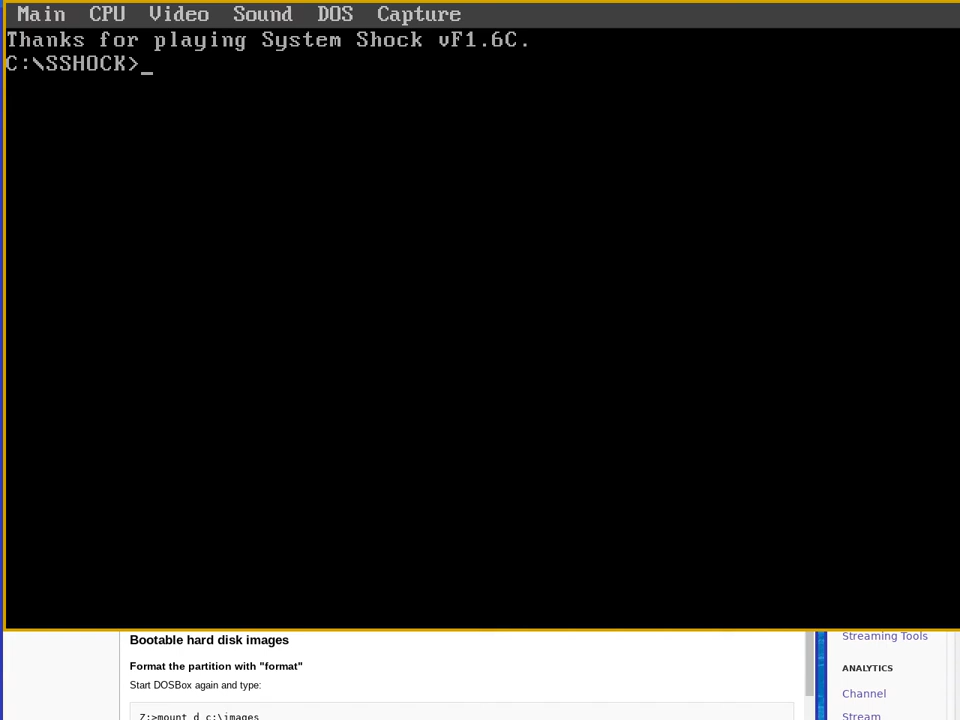 Main CPU Video Sound DOS Capture
Thanks for playing System Shock vF1.6C.
C:\SSHOCK>_
Bootable hard disk images
Format the partition with "format"
Start DOSBox again and type:
Z:>mount d c:\images
Streaming Tools
ANALYTICS
Channel
Stream